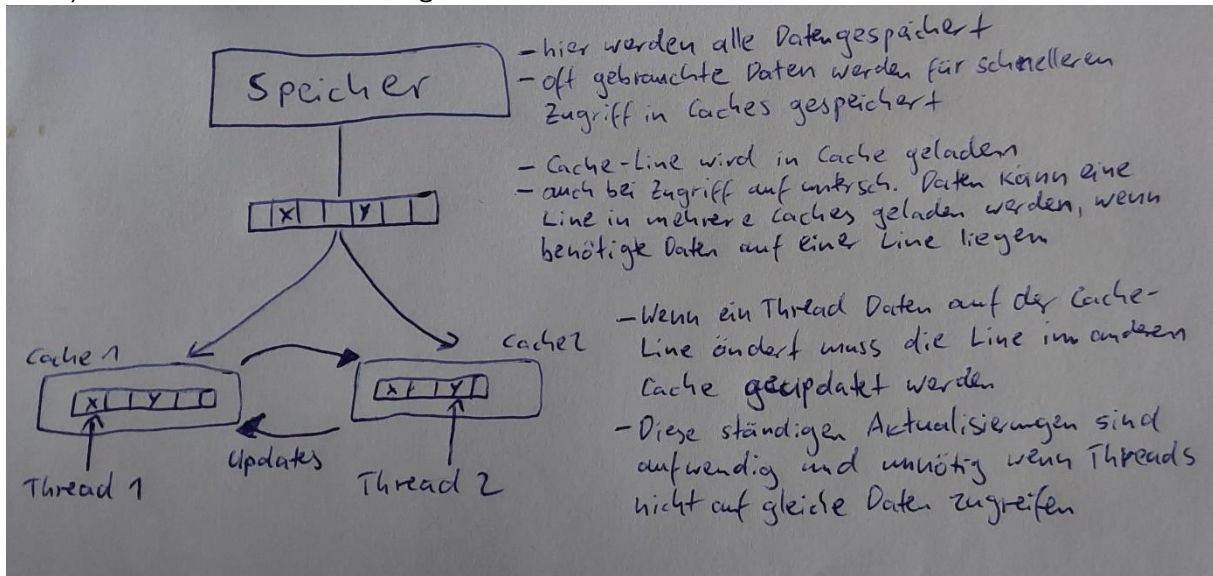 Speicher
- hier werden alle Daten gespeichert
- oft gebrauchte Daten werden für schnelleren
Zugriff in Caches gespeichert
- Cache-Line wird in Cache geladen
- auch bei Zugriff auf untersch. Daten kann eine
Line in mehrere Caches geladen werden, wenn
benötigte Daten auf einer Line liegen
X Y
- Wenn ein Thread Daten auf der Cache-
Line ändert muss die Line im anderen
Cache geupdatet werden
- Diese ständigen Aktualisierungen sind
aufwendig und unnötig wenn Threads
nicht auf gleiche Daten zugreifen
Cache 1
X Y
Thread 1
Updates
Cache 2
X Y
Thread 2